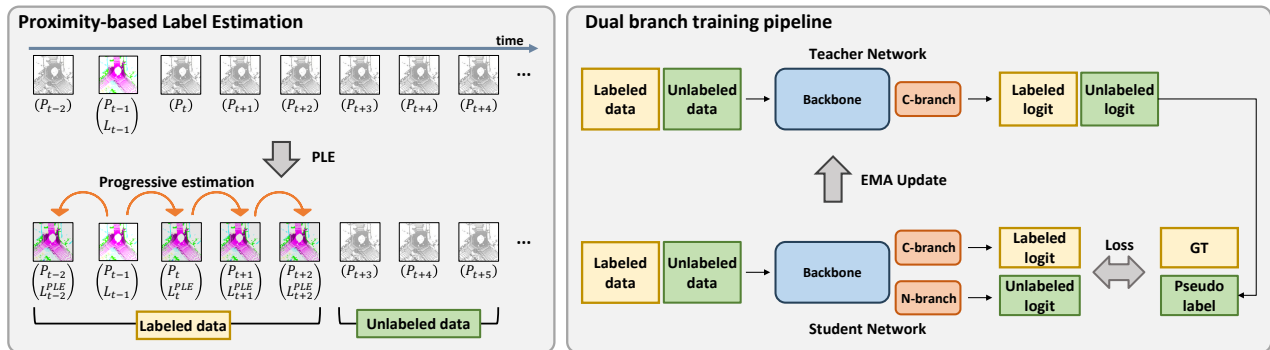 Proximity-based Label Estimation
time
...
(P_{t−2})
(P_{t−1} L_{t−1})
(P_t)
(P_{t+1})
(P_{t+2})
(P_{t+3})
(P_{t+4})
(P_{t+4})
PLE
Progressive estimation
...
(P_{t−2} L^{PLE}_{t−2})
(P_{t−1} L_{t−1})
(P_t L^{PLE}_t)
(P_{t+1} L^{PLE}_{t+1})
(P_{t+2} L^{PLE}_{t+2})
(P_{t+3})
(P_{t+4})
(P_{t+5})
Labeled data
Unlabeled data
Dual branch training pipeline
Teacher Network
Labeled
data
Unlabeled
data
Backbone
C-branch
Labeled
logit
Unlabeled
logit
EMA Update
Labeled
data
Unlabeled
data
Backbone
C-branch
N-branch
Labeled
logit
Unlabeled
logit
Loss
GT
Pseudo
label
Student Network